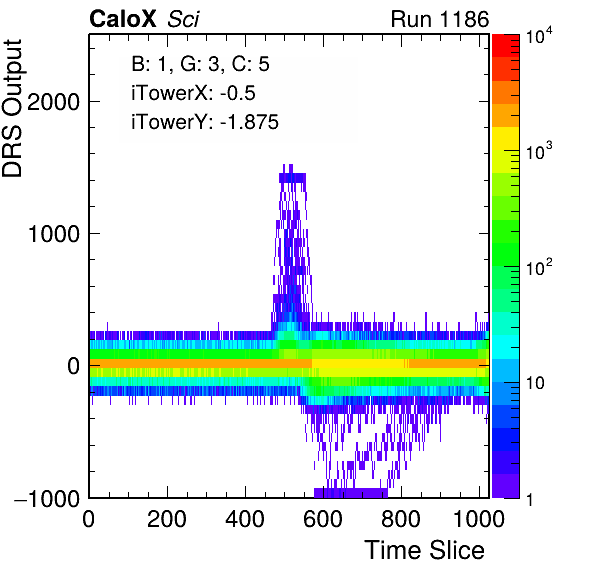 CaloX Sci Run 1186
B: 1, G: 3, C: 5
iTowerX: -0.5
iTowerY: -1.875
DRS Output
2000
1000
0
−1000
0 200 400 600 800 1000
Time Slice
10^4
10^3
10^2
10
1